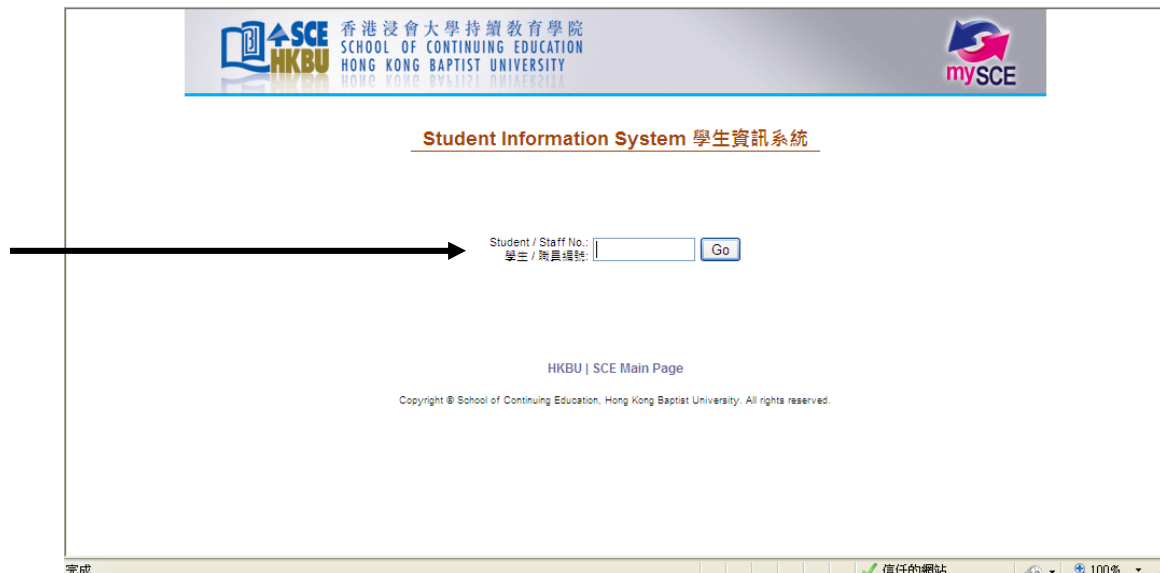 SCE
HKBU
香港浸會大學持續教育學院
SCHOOL OF CONTINUING EDUCATION
HONG KONG BAPTIST UNIVERSITY
mySCE
Student Information System 學生資訊系統
Student / Staff No.:
學生 / 職員編號:
Go
HKBU | SCE Main Page
Copyright © School of Continuing Education, Hong Kong Baptist University. All rights reserved.
完成
信任的網站
100%